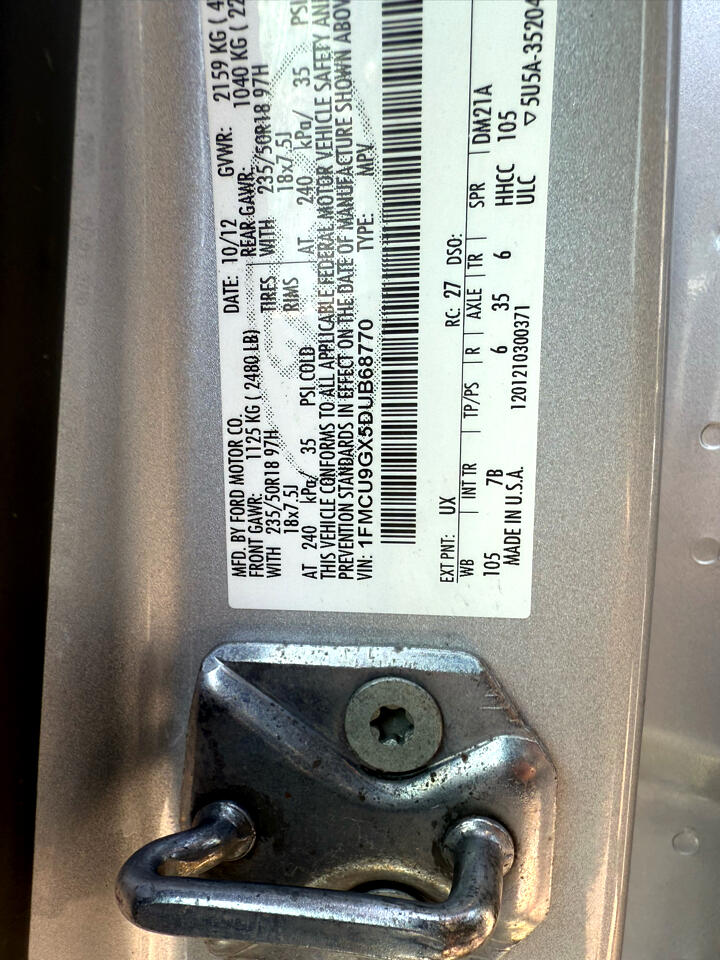 MFD. BY FORD MOTOR CO.
DATE: 10/12 GVWR: 2159 KG ( 4
FRONT GAWR: 1125 KG ( 2480 LB) REAR GAWR: 1040 KG ( 22
WITH 235/50R18 97H TIRES WITH 235/50R18 97H
18x7.5J RIMS 18x7.5J
AT 240 kPa/ 35 PSI COLD AT 240 kPa/ 35 PSI
THIS VEHICLE CONFORMS TO ALL APPLICABLE FEDERAL MOTOR VEHICLE SAFETY AND
PREVENTION STANDARDS IN EFFECT ON THE DATE OF MANUFACTURE SHOWN ABOV
VIN: 1FMCU9GX5DUB68770 TYPE: MPV
EXT PNT: UX RC: 27 DSO:
WB INT TR TP/PS R AXLE TR SPR DM21A
105 7B 6 35 6 HHCC 105
MADE IN U.S.A. 1201210300371 ULC ▽5U5A-35204